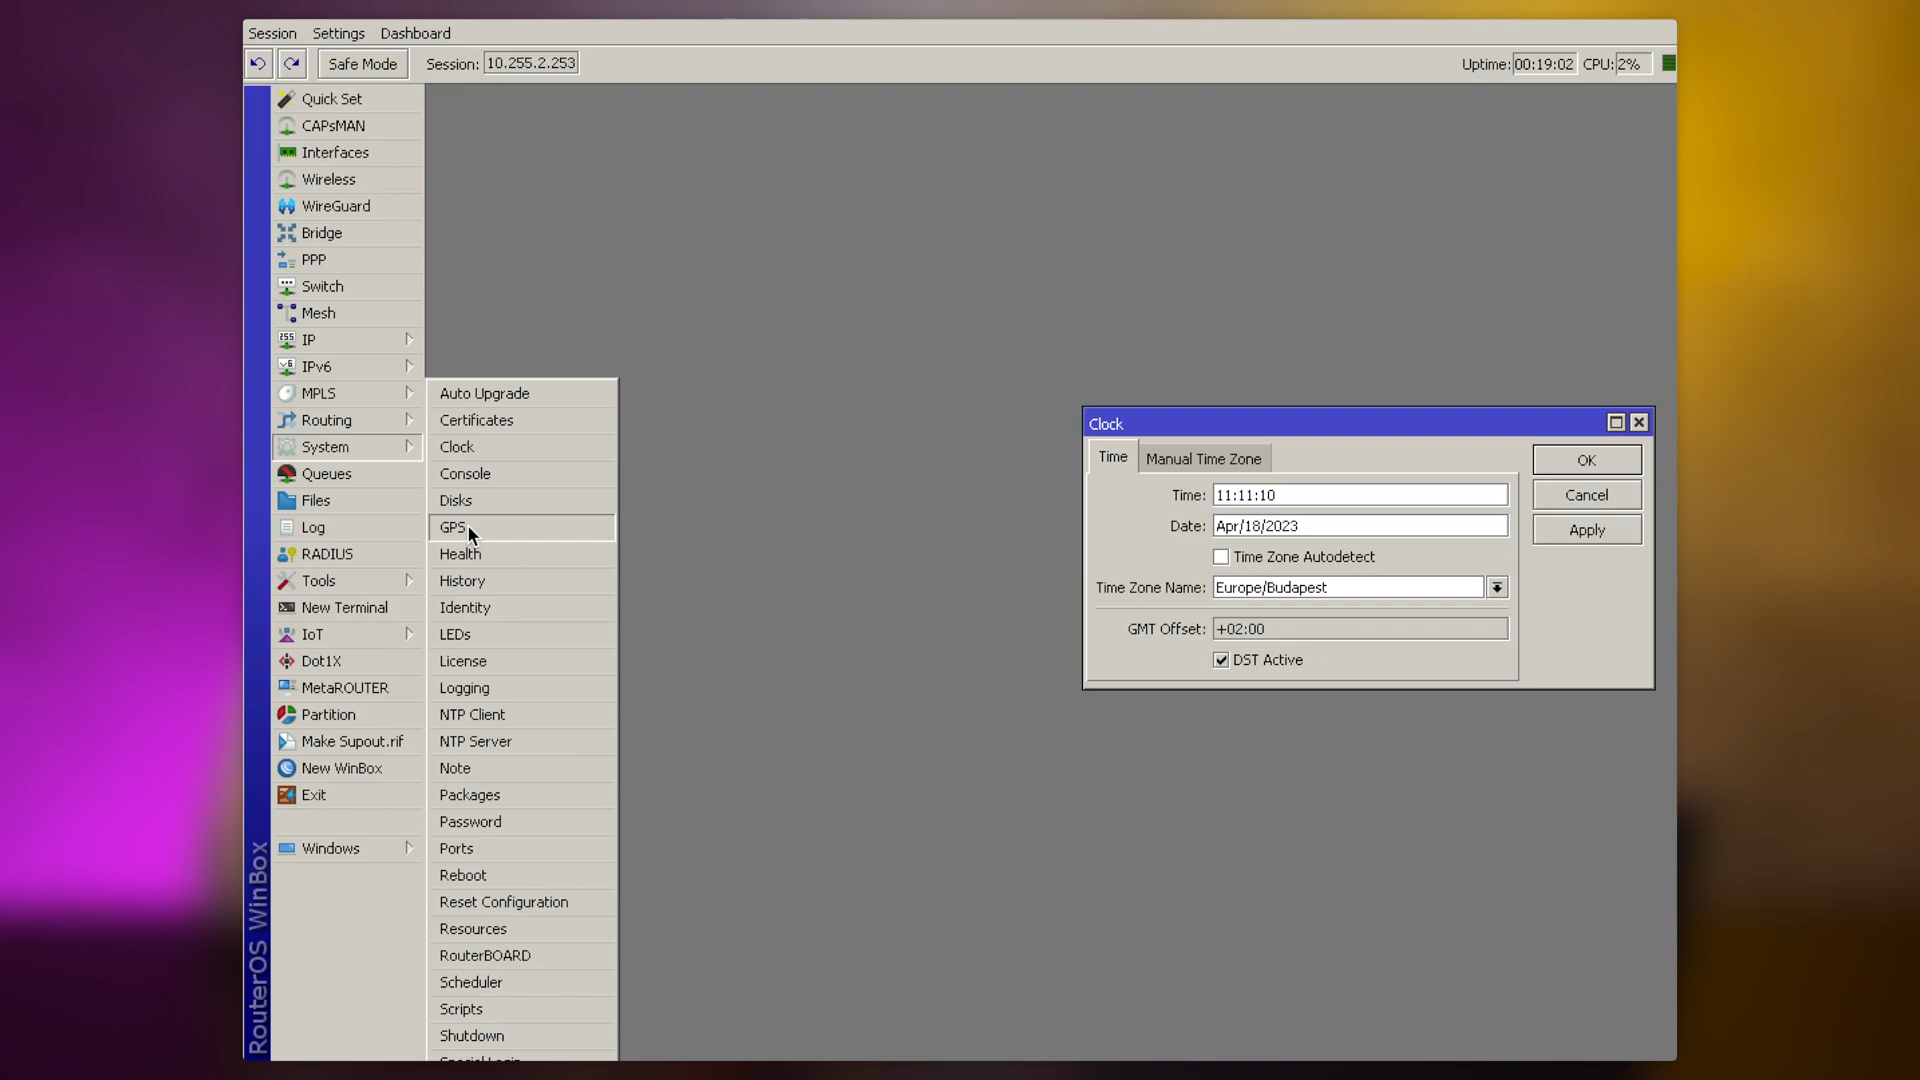 Session Settings Dashboard
Safe Mode Session: 10.255.2.253 Uptime: 00:19:02 CPU: 2%
Quick Set
CAPsMAN
Interfaces
Wireless
WireGuard
Bridge
PPP
Switch
Mesh
255 IP
v6 IPv6
MPLS
Routing
System
Queues
Files
Log
RADIUS
Tools
New Terminal
IoT
Dot1X
MetaROUTER
Partition
Make Supout.rif
New WinBox
Exit
Windows
RouterOS WinBox
Auto Upgrade
Certificates
Clock
Console
Disks
GPS
Health
History
Identity
LEDs
License
Logging
NTP Client
NTP Server
Note
Packages
Password
Ports
Reboot
Reset Configuration
Resources
RouterBOARD
Scheduler
Scripts
Shutdown
Special Login
Clock
Time Manual Time Zone
Time: 11:11:10
Date: Apr/18/2023
Time Zone Autodetect
Time Zone Name: Europe/Budapest
GMT Offset: +02:00
DST Active
OK
Cancel
Apply